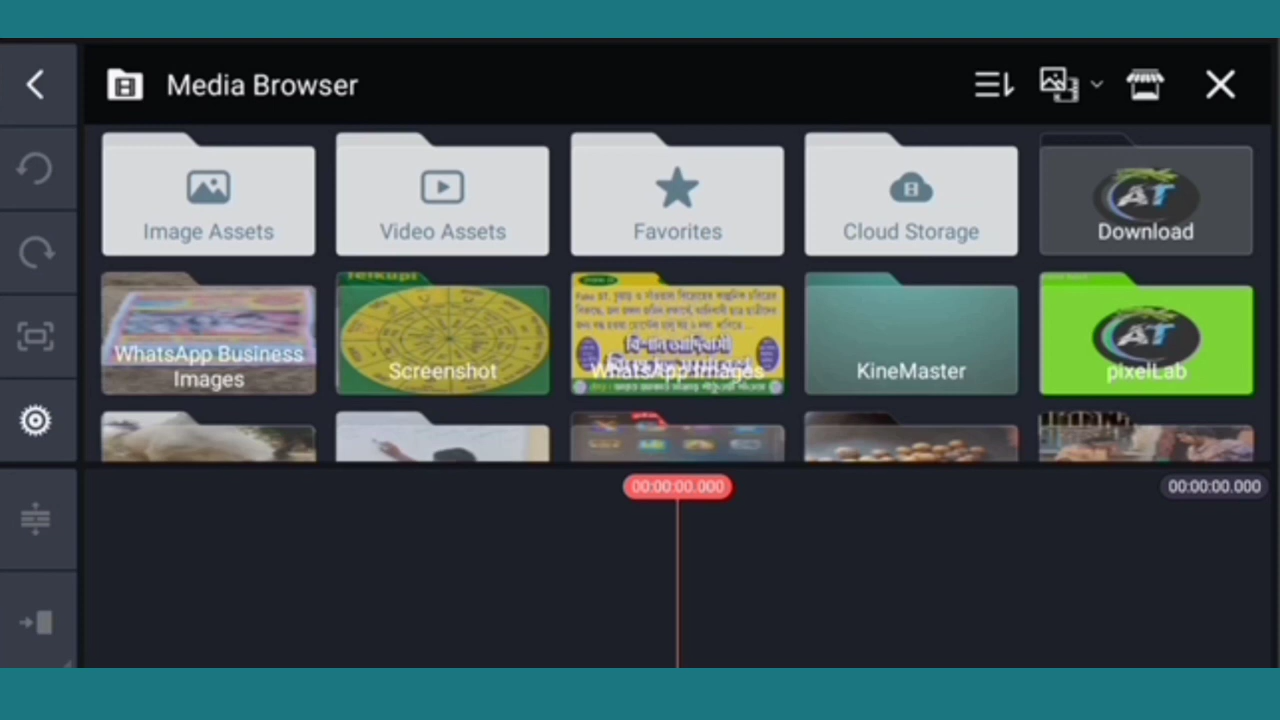 Media Browser
Image Assets
Video Assets
Favorites
Cloud Storage
AT
Download
WhatsApp Business
Images
Screenshot
WhatsApp Images
KineMaster
AT
pixelLab
00:00:00.000
00:00:00.000